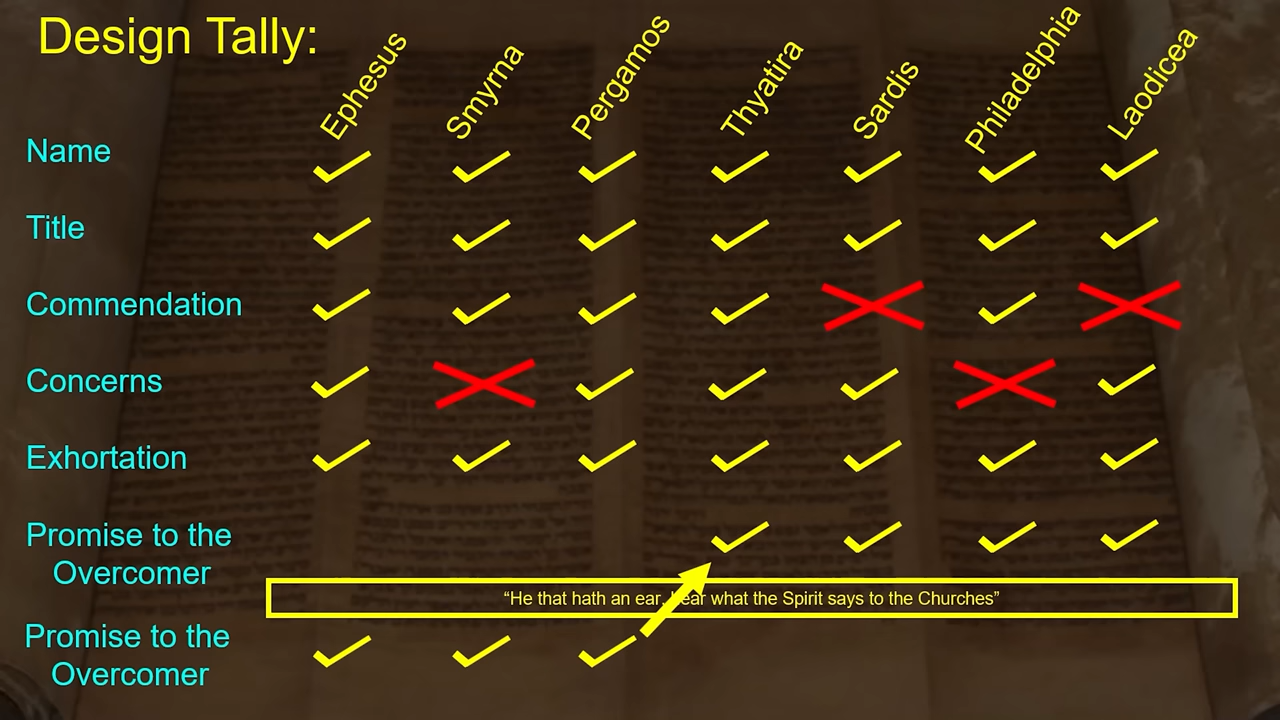 Design Tally:
Ephesus
Smyrna
Pergamos
Thyatira
Sardis
Philadelphia
Laodicea
Name
Title
Commendation
Concerns
Exhortation
Promise to the
Overcomer
“He that hath an ear, hear what the Spirit says to the Churches”
Promise to the
Overcomer